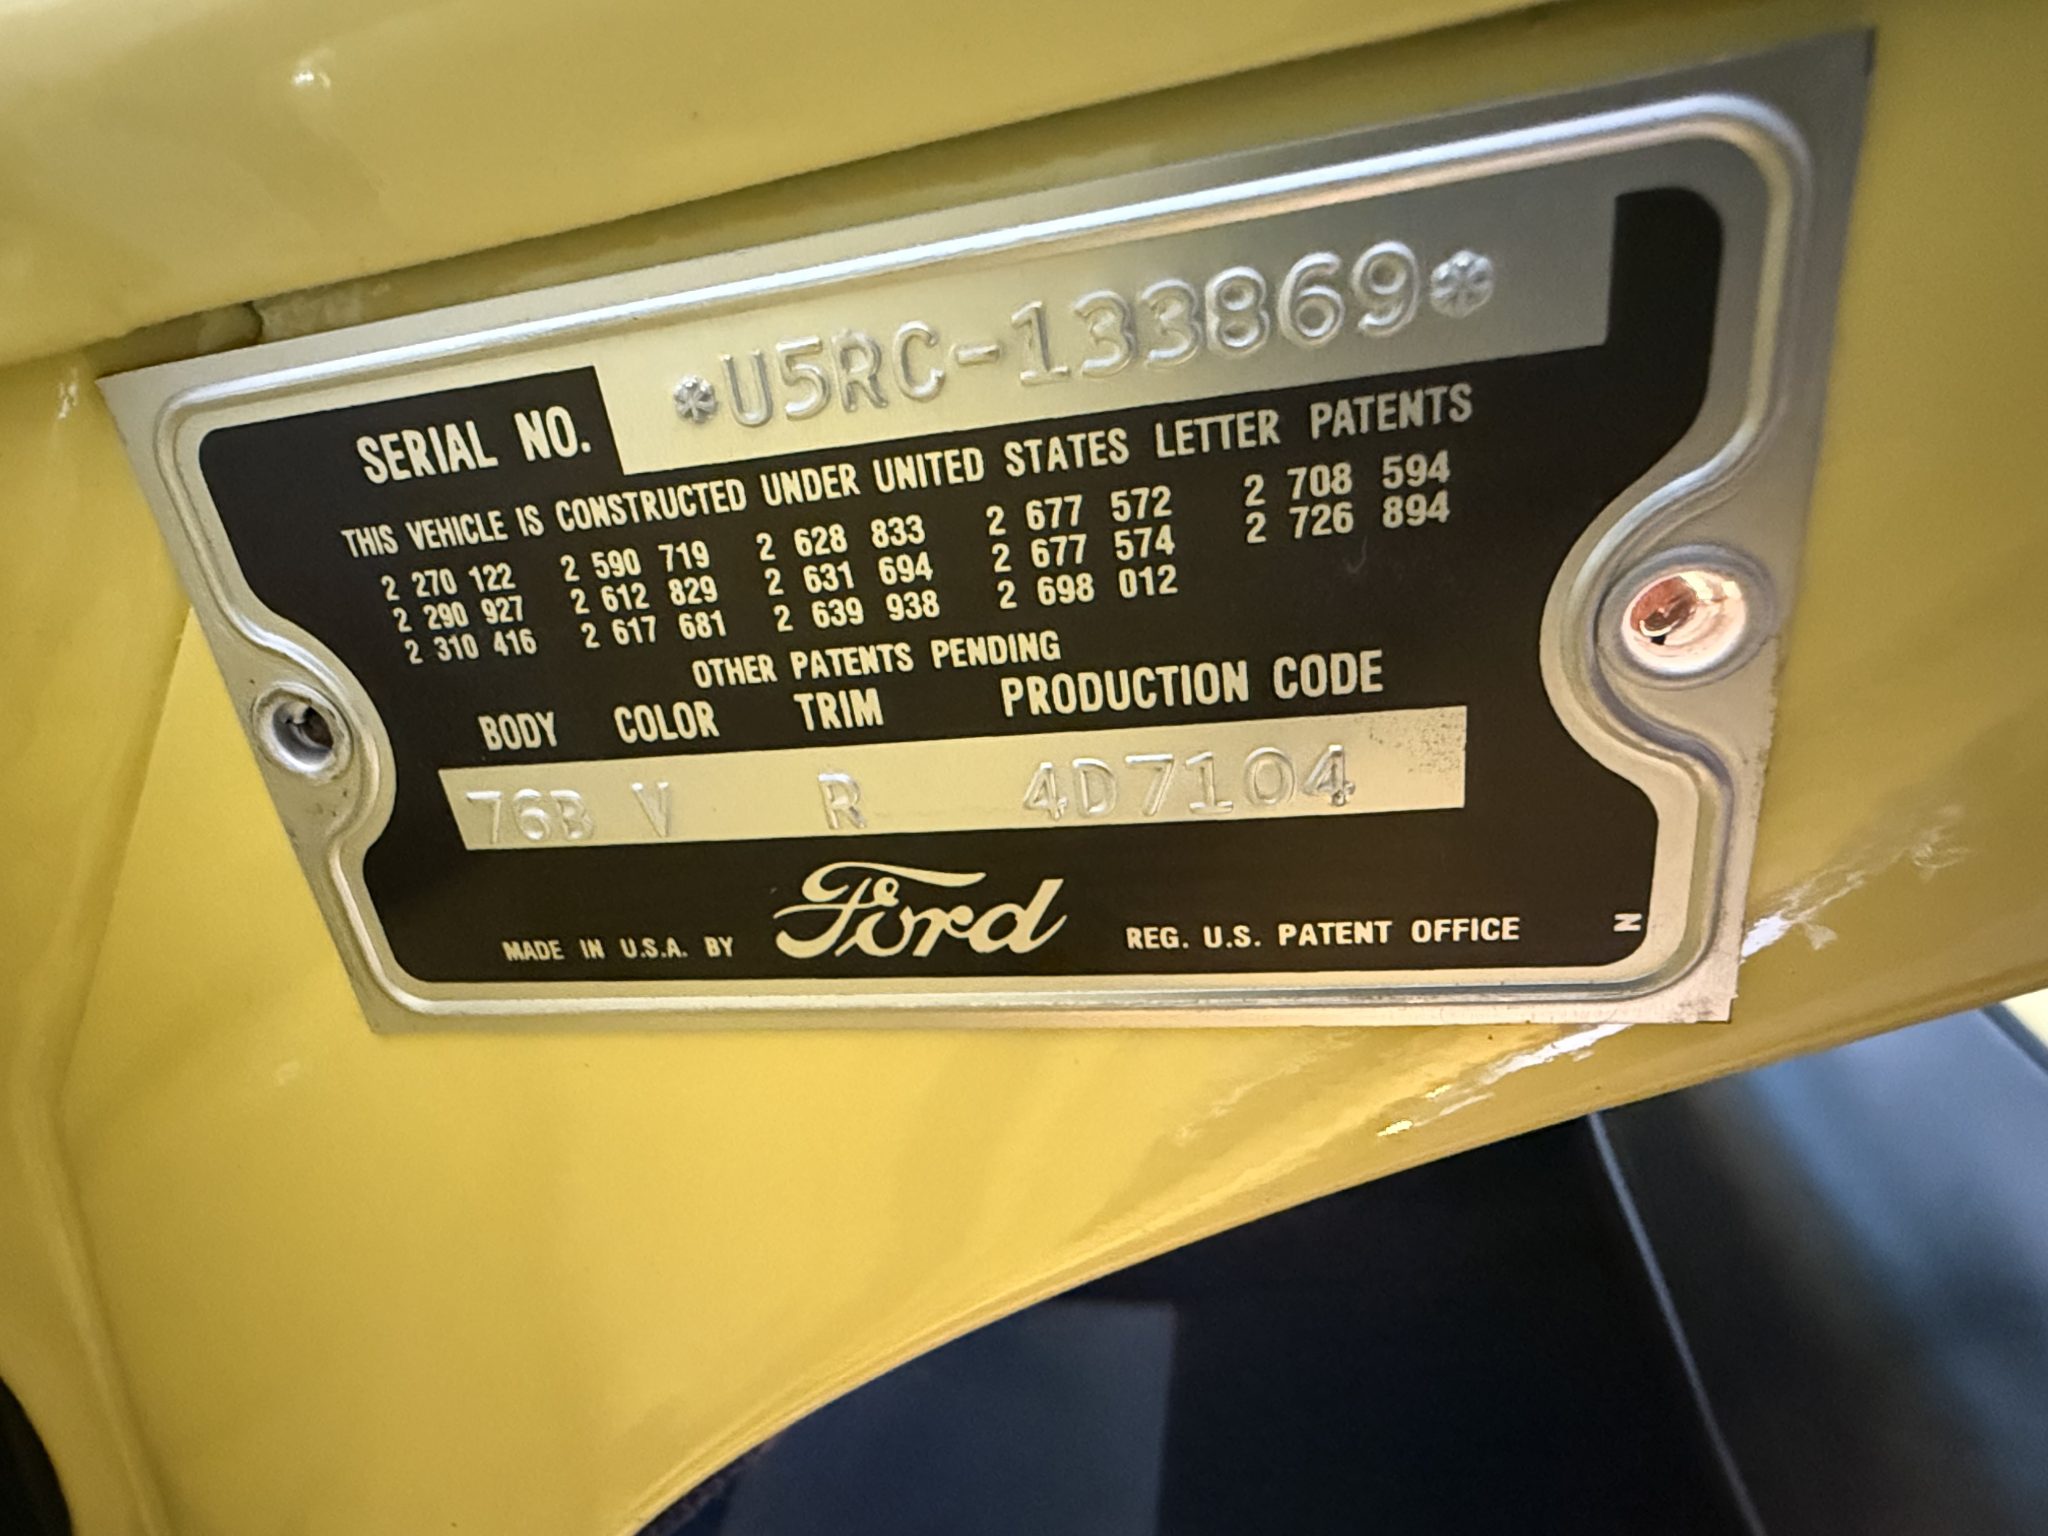 SERIAL NO. *U5RC-133869*
THIS VEHICLE IS CONSTRUCTED UNDER UNITED STATES LETTER PATENTS
2 270 122 2 590 719 2 628 833 2 677 572 2 708 594
2 290 927 2 612 829 2 631 694 2 677 574 2 726 894
2 310 416 2 617 681 2 639 938 2 698 012
OTHER PATENTS PENDING
BODY COLOR TRIM PRODUCTION CODE
76B V R 4D7104
MADE IN U.S.A. BY Ford REG. U.S. PATENT OFFICE N